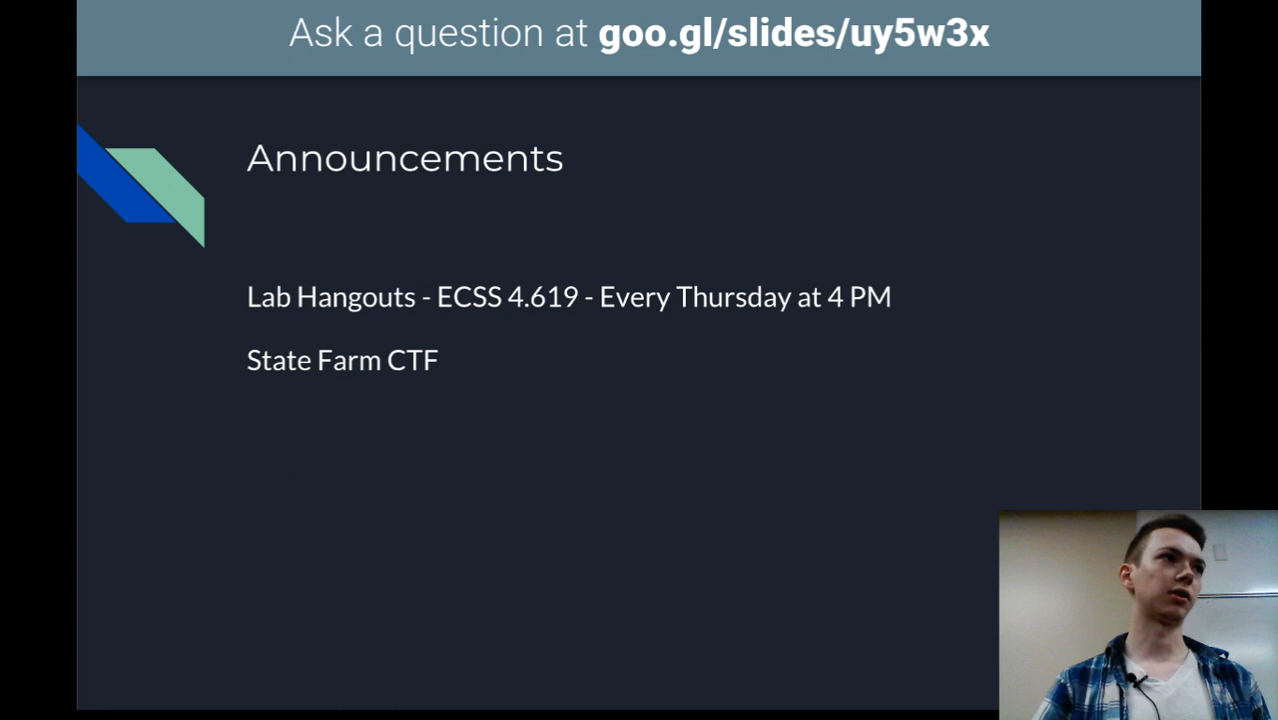 Ask a question at goo.gl/slides/uy5w3x
Announcements
Lab Hangouts - ECSS 4.619 - Every Thursday at 4 PM
State Farm CTF